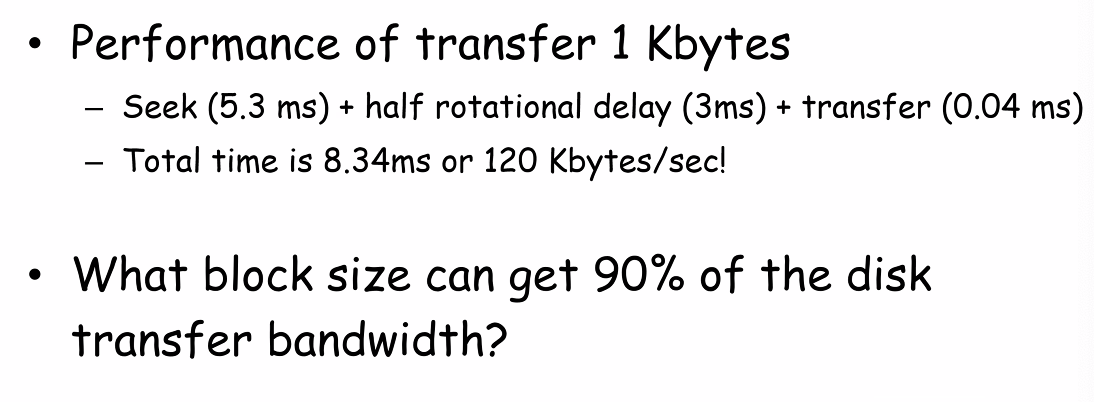 • Performance of transfer 1 Kbytes
– Seek (5.3 ms) + half rotational delay (3ms) + transfer (0.04 ms)
– Total time is 8.34ms or 120 Kbytes/sec!
• What block size can get 90% of the disk
transfer bandwidth?